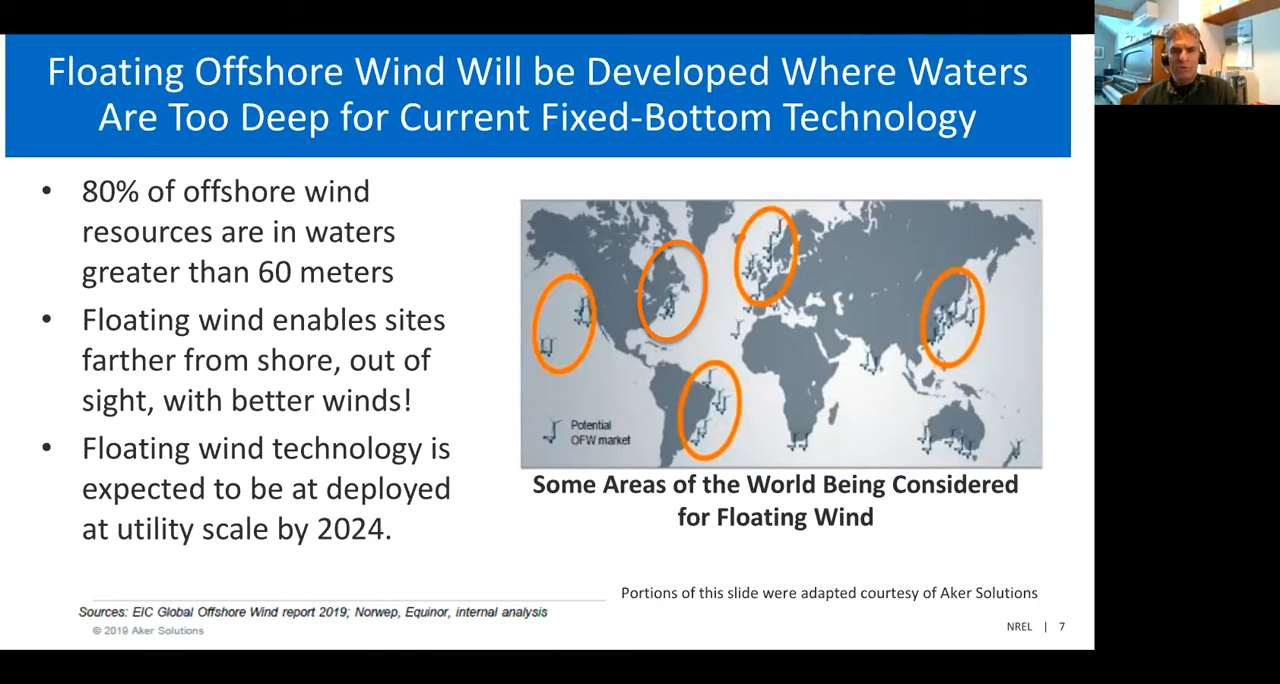 Floating Offshore Wind Will be Developed Where Waters
Are Too Deep for Current Fixed-Bottom Technology
• 80% of offshore wind
resources are in waters
greater than 60 meters
• Floating wind enables sites
farther from shore, out of
sight, with better winds!
• Floating wind technology is
expected to be at deployed
at utility scale by 2024.
Potential
OFW market
Some Areas of the World Being Considered
for Floating Wind
Portions of this slide were adapted courtesy of Aker Solutions
Sources: EIC Global Offshore Wind report 2019; Norwep, Equinor, internal analysis
© 2019 Aker Solutions
NREL | 7